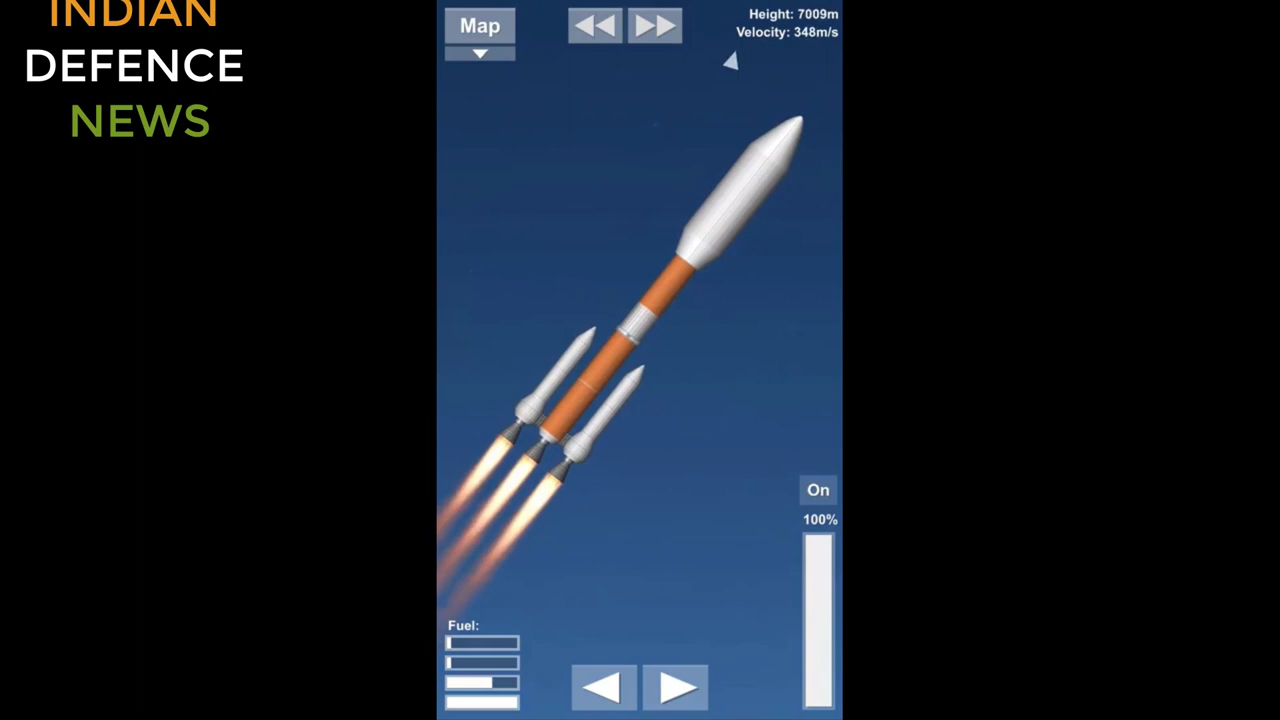 INDIAN
DEFENCE
NEWS
Map
Height: 7009m
Velocity: 348m/s
On
100%
Fuel: